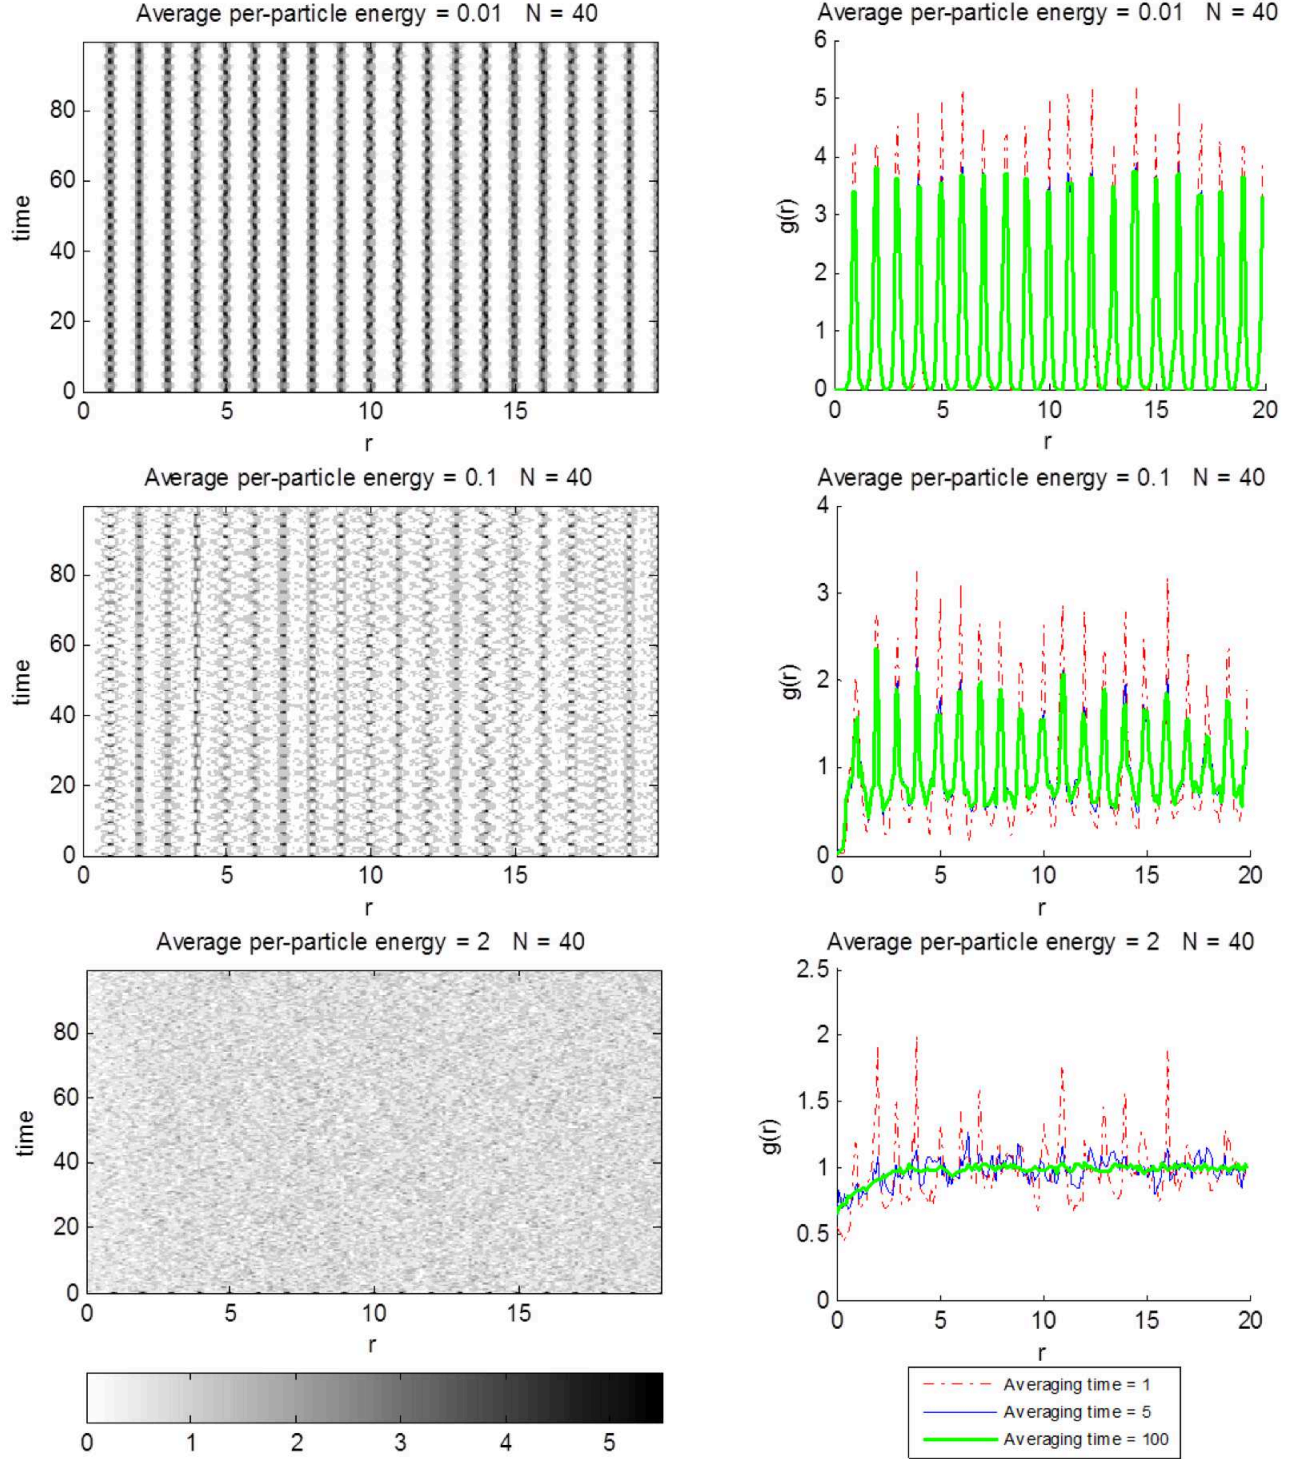 Average per-particle energy = 0.01 N = 40
80
60
40
20
0
time
0 5 10 15
r
Average per-particle energy = 0.01 N = 40
6
5
4
3
2
1
0
g(r)
0 5 10 15 20
r
Average per-particle energy = 0.1 N = 40
80
60
40
20
0
time
0 5 10 15
r
Average per-particle energy = 0.1 N = 40
4
3
2
1
0
g(r)
0 5 10 15 20
r
Average per-particle energy = 2 N = 40
80
60
40
20
0
time
0 5 10 15
r
0 1 2 3 4 5
Average per-particle energy = 2 N = 40
2.5
2
1.5
1
0.5
0
g(r)
0 5 10 15 20
r
Averaging time = 1
Averaging time = 5
Averaging time = 100